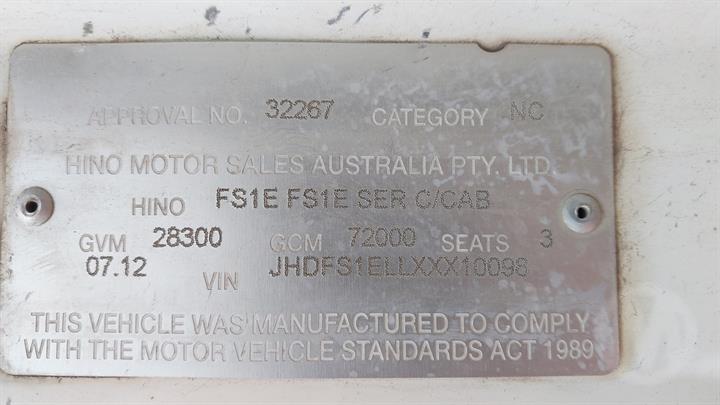 APPROVAL NO. 32267 CATEGORY NC
HINO MOTOR SALES AUSTRALIA PTY. LTD.
HINO FS1E FS1E SER C/CAB
GVM 28300 GCM 72000 SEATS 3
07.12 VIN JHDFS1ELLXXX10098
THIS VEHICLE WAS MANUFACTURED TO COMPLY
WITH THE MOTOR VEHICLE STANDARDS ACT 1989